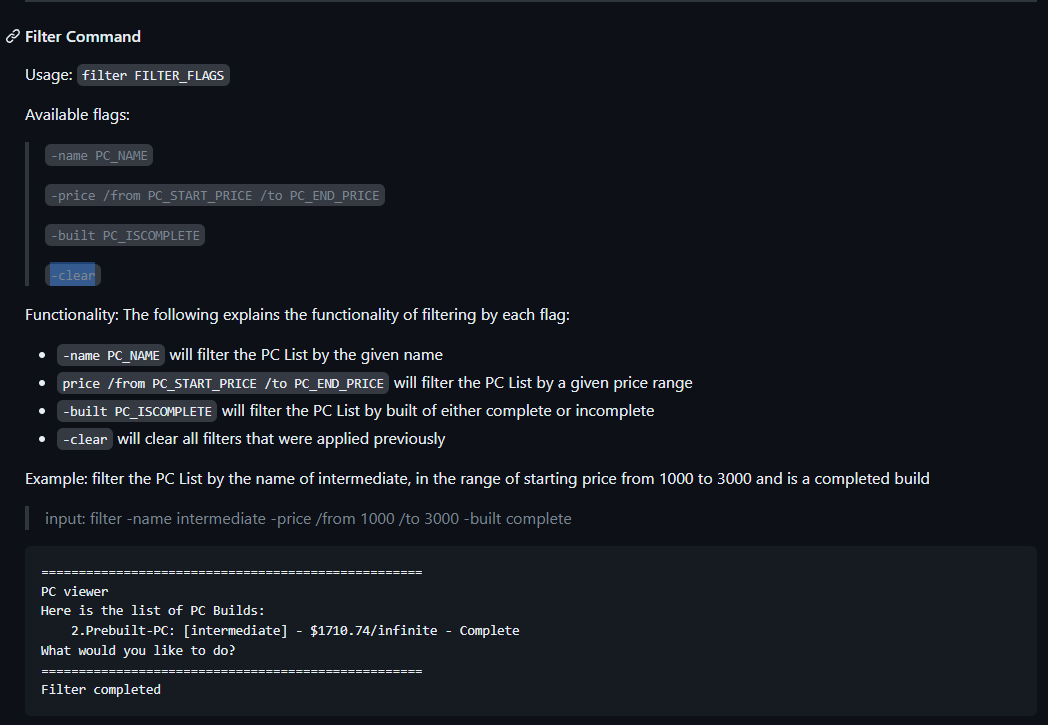 Filter Command
Usage: filter FILTER_FLAGS
Available flags:
-name PC_NAME
-price /from PC_START_PRICE /to PC_END_PRICE
-built PC_ISCOMPLETE
-clear
Functionality: The following explains the functionality of filtering by each flag:
• -name PC_NAME will filter the PC List by the given name
• price /from PC_START_PRICE /to PC_END_PRICE will filter the PC List by a given price range
• -built PC_ISCOMPLETE will filter the PC List by built of either complete or incomplete
• -clear will clear all filters that were applied previously
Example: filter the PC List by the name of intermediate, in the range of starting price from 1000 to 3000 and is a completed build
input: filter -name intermediate -price /from 1000 /to 3000 -built complete
===================================================
PC viewer
Here is the list of PC Builds:
    2.Prebuilt-PC: [intermediate] - $1710.74/infinite - Complete
What would you like to do?
===================================================
Filter completed